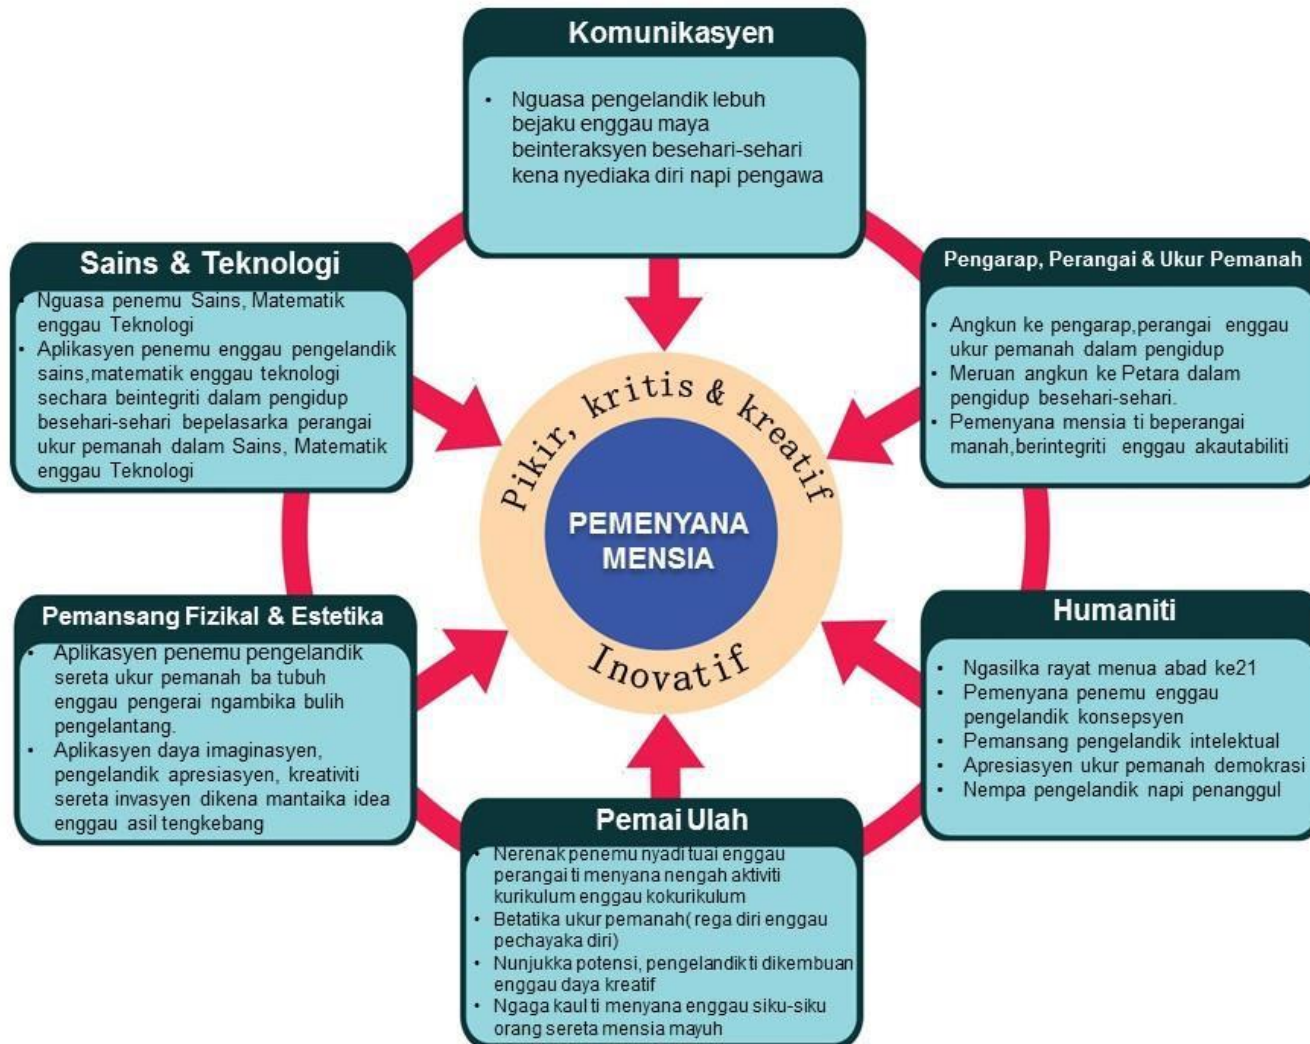 Komunikasyen
• Nguasa pengelandik lebuh
bejaku enggau maya
beinteraksyen besehari-sehari
kena nyediaka diri napi pengawa
Sains & Teknologi
• Nguasa penemu Sains, Matematik
enggau Teknologi
• Aplikasyen penemu enggau pengelandik
sains,matematik enggau teknologi
sechara beintegriti dalam pengidup
besehari-sehari bepelasarka perangai
ukur pemanah dalam Sains, Matematik
enggau Teknologi
Pengarap, Perangai & Ukur Pemanah
• Angkun ke pengarap,perangai enggau
ukur pemanah dalam pengidup
• Meruan angkun ke Petara dalam
pengidup besehari-sehari.
• Pemenyana mensia ti beperangai
manah,berintegriti enggau akautabiliti
Pikir, kritis & kreatif
PEMENYANA
MENSIA
Inovatif
Pemansang Fizikal & Estetika
• Aplikasyen penemu pengelandik
sereta ukur pemanah ba tubuh
enggau pengerai ngambika bulih
pengelantang.
• Aplikasyen daya imaginasyen,
pengelandik apresiasyen, kreativiti
sereta invasyen dikena mantaika idea
enggau asil tengkebang
Humaniti
• Ngasilka rayat menua abad ke21
• Pemenyana penemu enggau
pengelandik konsepsyen
• Pemansang pengelandik intelektual
• Apresiasyen ukur pemanah demokrasi
• Nempa pengelandik napi penanggul
Pemai Ulah
• Nerenak penemu nyadi tuai enggau
perangai ti menyana nengah aktiviti
kurikulum enggau kokurikulum
• Betatika ukur pemanah( rega diri enggau
pechayaka diri)
• Nunjukka potensi, pengelandik ti dikembuan
enggau daya kreatif
• Ngaga kaul ti menyana enggau siku-siku
orang sereta mensia mayuh